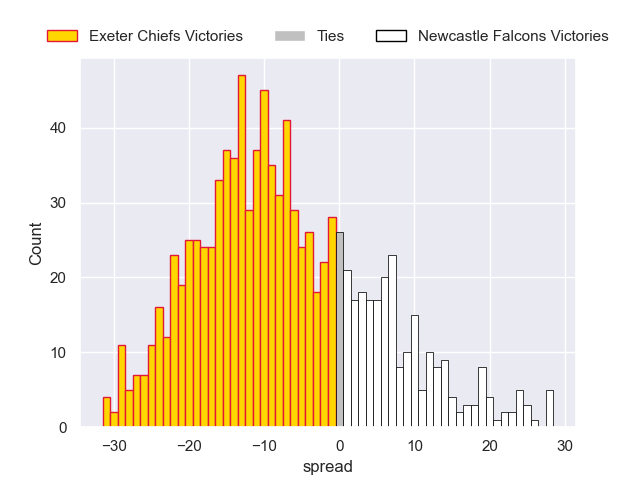 Exeter Chiefs Victories Ties Newcastle Falcons Victories
40
30
20
10
0
Count
−30 −20 −10 0 10 20 30
spread